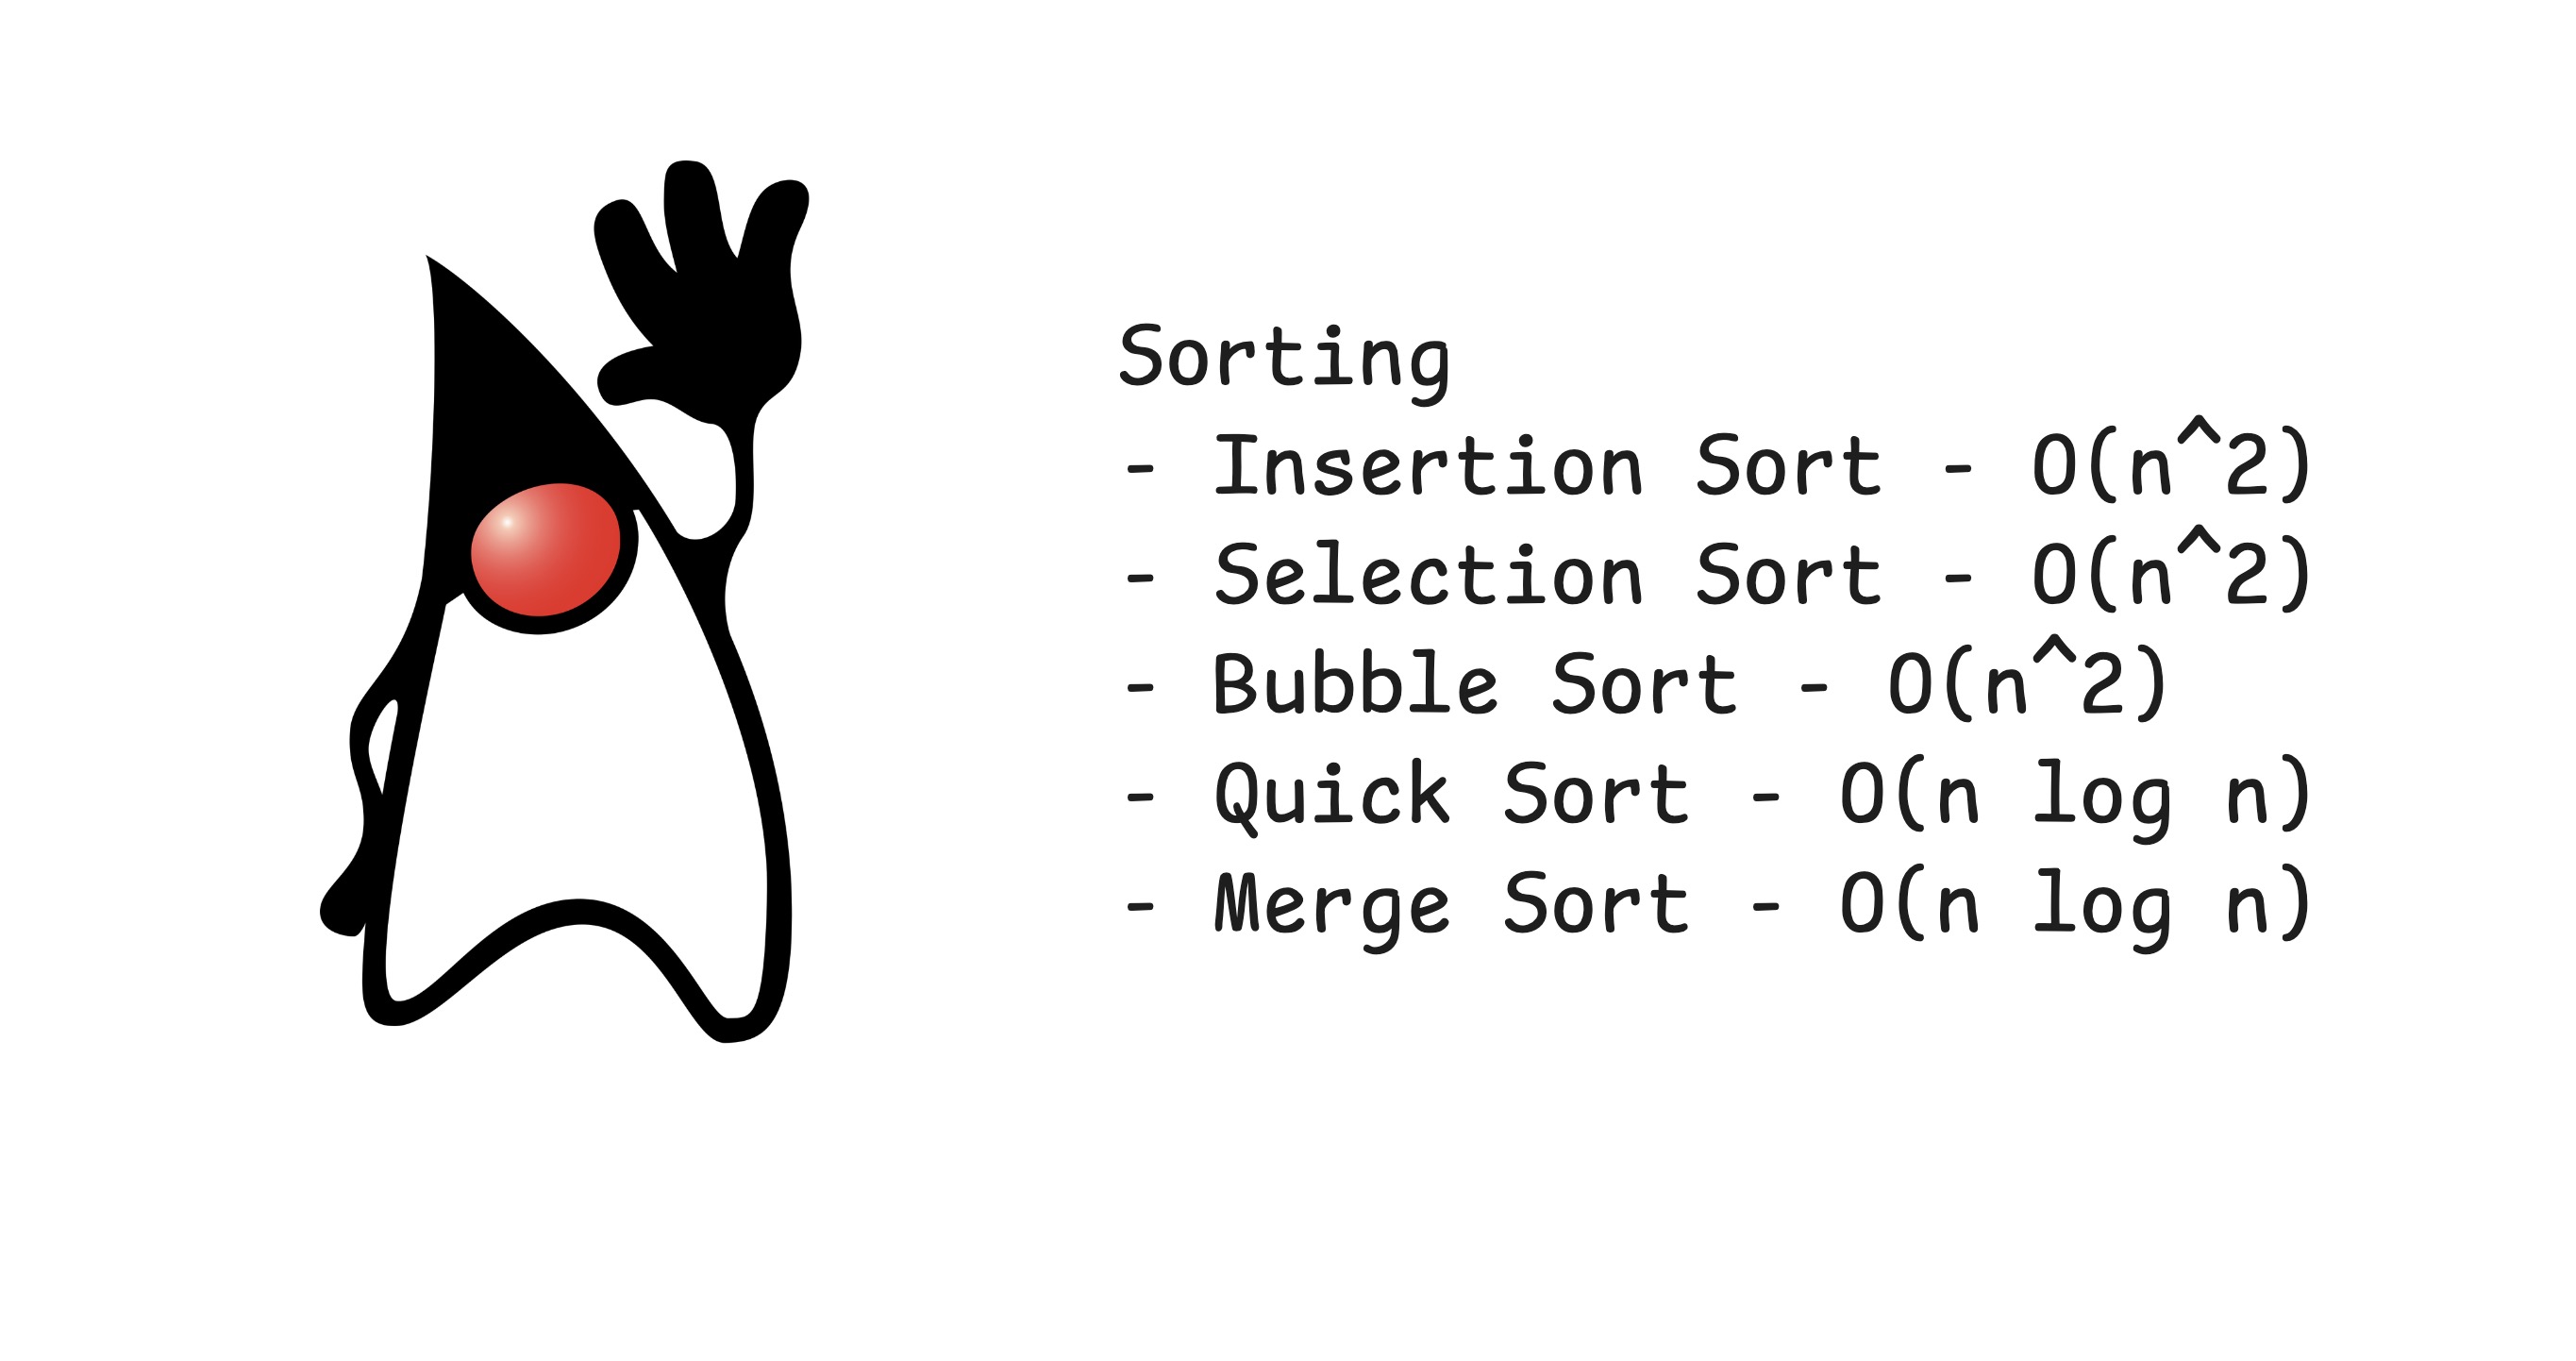 Sorting
- Insertion Sort - O(n^2)
- Selection Sort - O(n^2)
- Bubble Sort - O(n^2)
- Quick Sort - O(n log n)
- Merge Sort - O(n log n)